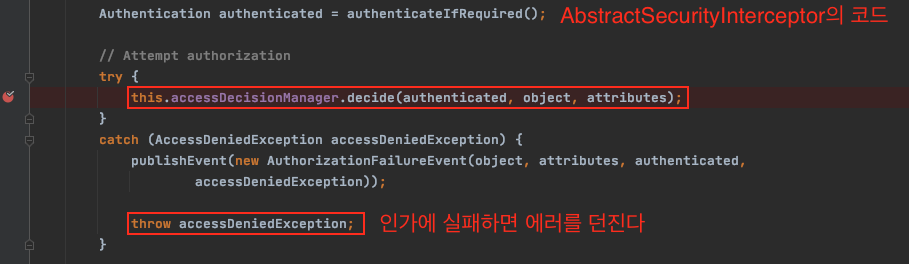 Authentication authenticated = authenticateIfRequired(); AbstractSecurityInterceptor의 코드
// Attempt authorization
try {
this.accessDecisionManager.decide(authenticated, object, attributes);
}
catch (AccessDeniedException accessDeniedException) {
publishEvent(new AuthorizationFailureEvent(object, attributes, authenticated,
accessDeniedException));
throw accessDeniedException; 인가에 실패하면 에러를 던진다
}